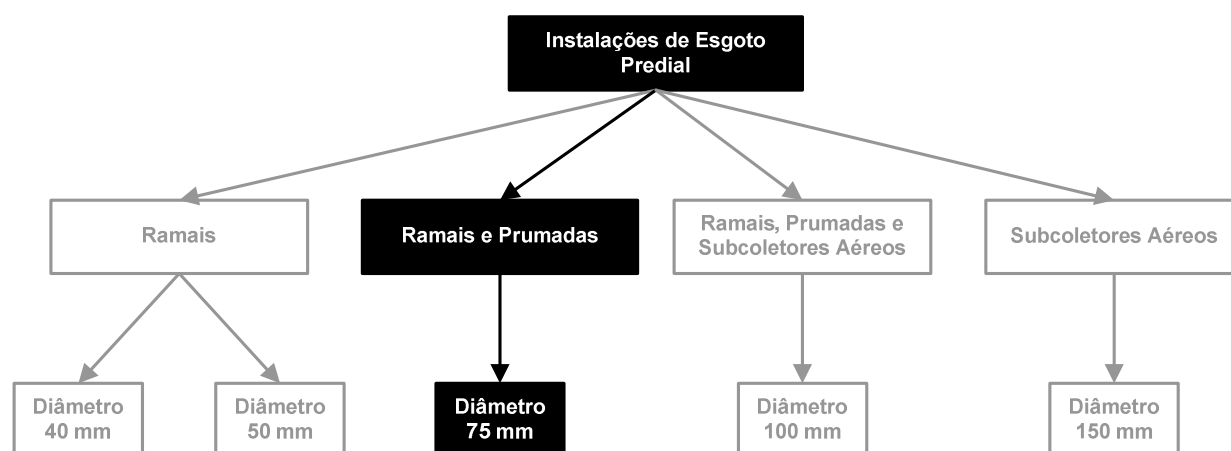 Instalações de Esgoto
Predial
Ramais
Ramais e Prumadas
Ramais, Prumadas e
Subcoletores Aéreos
Subcoletores Aéreos
Diâmetro
40 mm
Diâmetro
50 mm
Diâmetro
75 mm
Diâmetro
100 mm
Diâmetro
150 mm